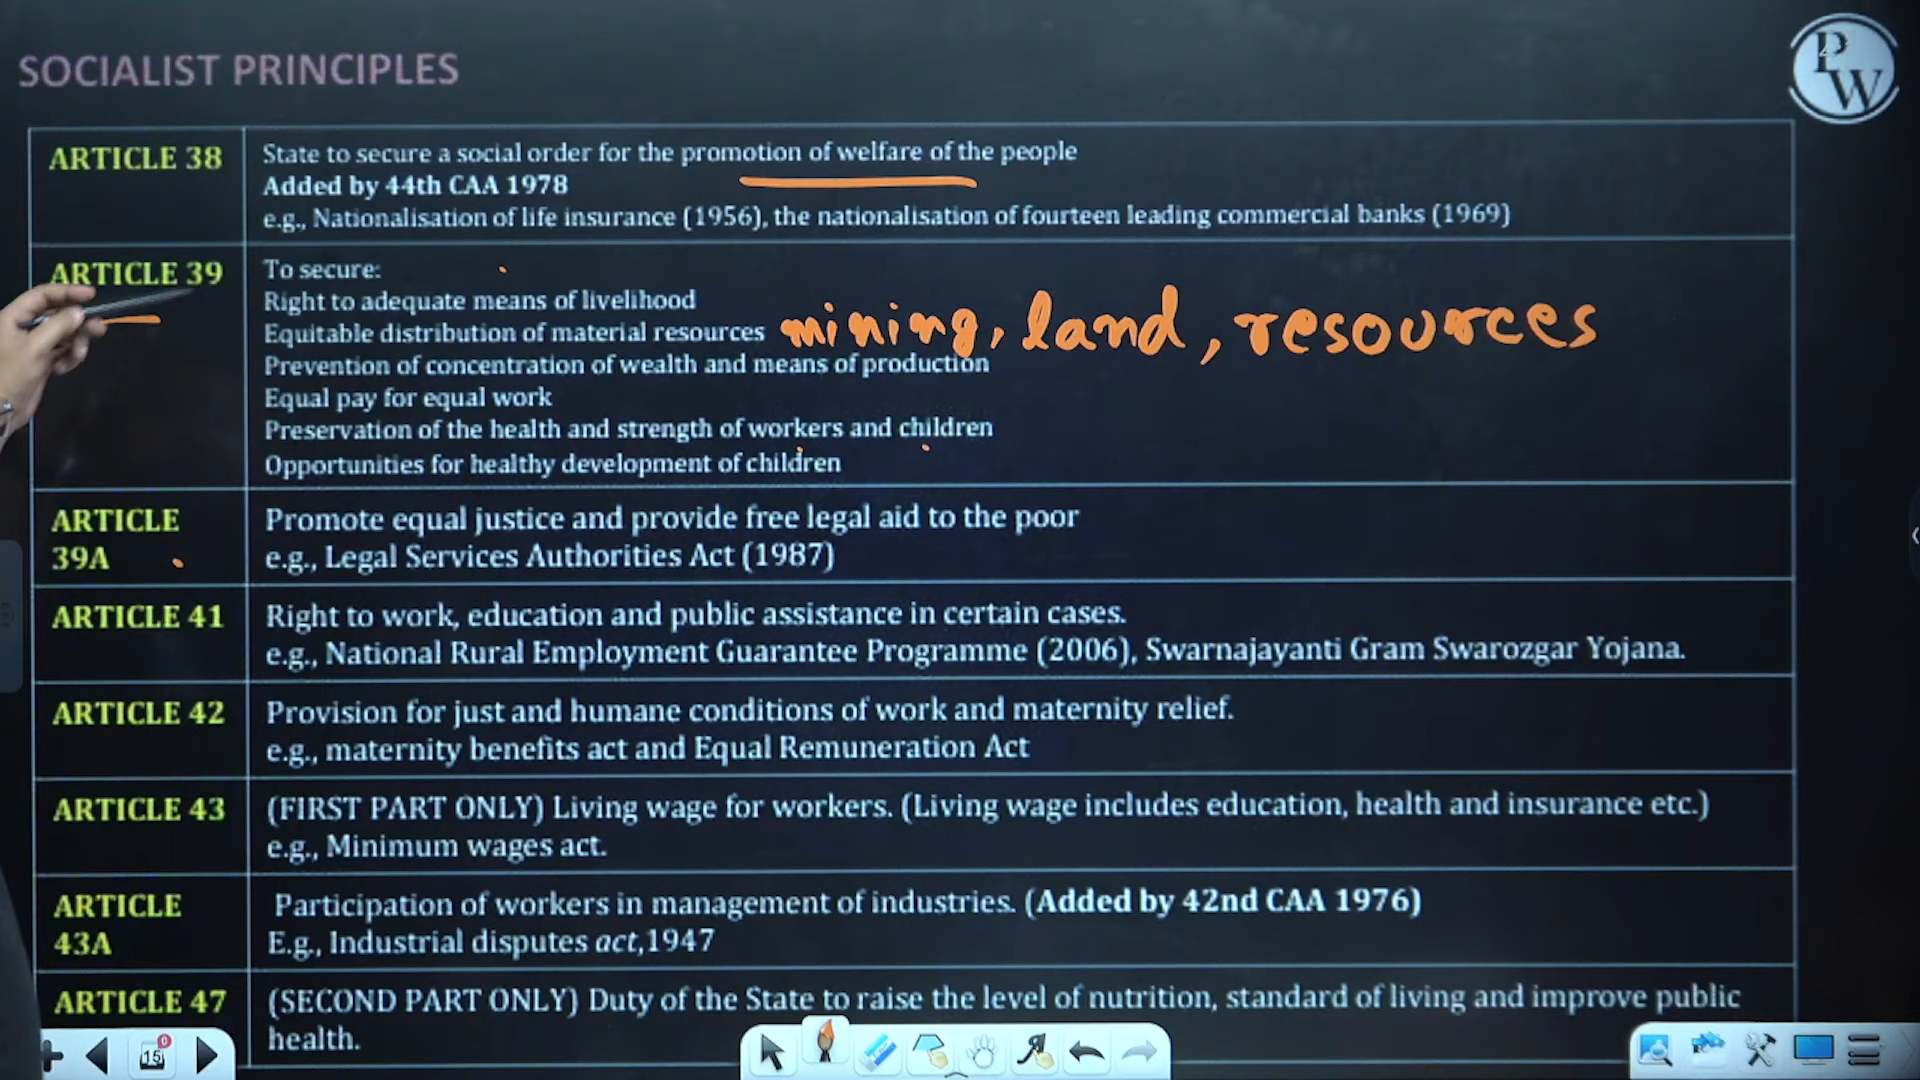 SOCIALIST PRINCIPLES
PW
ARTICLE 38
State to secure a social order for the promotion of welfare of the people
Added by 44th CAA 1978
e.g., Nationalisation of life insurance (1956), the nationalisation of fourteen leading commercial banks (1969)
ARTICLE 39
To secure:
Right to adequate means of livelihood
Equitable distribution of material resources mining, land, resources
Prevention of concentration of wealth and means of production
Equal pay for equal work
Preservation of the health and strength of workers and children
Opportunities for healthy development of children
ARTICLE
39A
Promote equal justice and provide free legal aid to the poor
e.g., Legal Services Authorities Act (1987)
ARTICLE 41
Right to work, education and public assistance in certain cases.
e.g., National Rural Employment Guarantee Programme (2006), Swarnajayanti Gram Swarozgar Yojana.
ARTICLE 42
Provision for just and humane conditions of work and maternity relief.
e.g., maternity benefits act and Equal Remuneration Act
ARTICLE 43
(FIRST PART ONLY) Living wage for workers. (Living wage includes education, health and insurance etc.)
e.g., Minimum wages act.
ARTICLE
43A
Participation of workers in management of industries. (Added by 42nd CAA 1976)
E.g., Industrial disputes act,1947
ARTICLE 47
(SECOND PART ONLY) Duty of the State to raise the level of nutrition, standard of living and improve public
health.
15
0